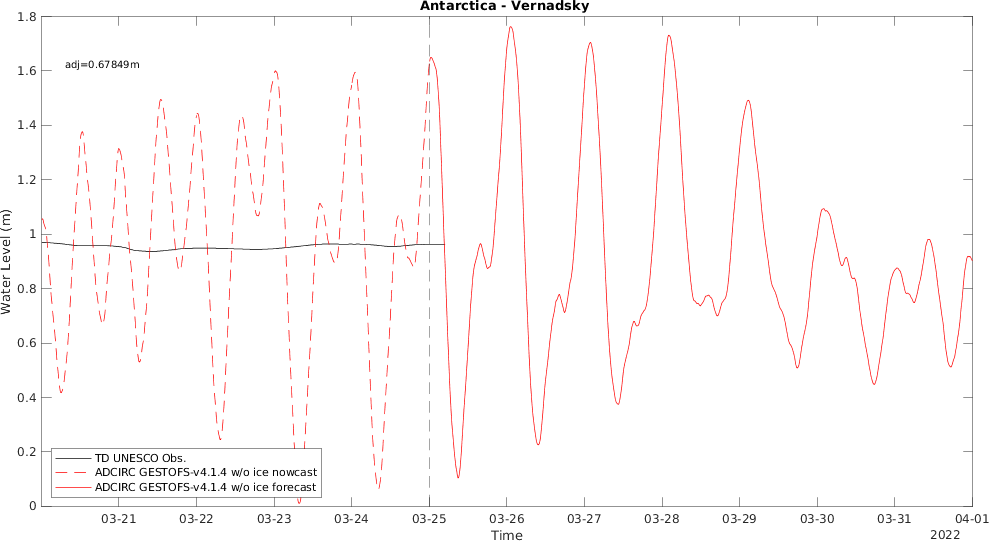 Antarctica - Vernadsky
adj=0.67849m
Water Level (m)
1.8
1.6
1.4
1.2
1
0.8
0.6
0.4
0.2
0
TD UNESCO Obs.
ADCIRC GESTOFS-v4.1.4 w/o ice nowcast
ADCIRC GESTOFS-v4.1.4 w/o ice forecast
03-21 03-22 03-23 03-24 03-25 03-26 03-27 03-28 03-29 03-30 03-31 04-01
Time
2022